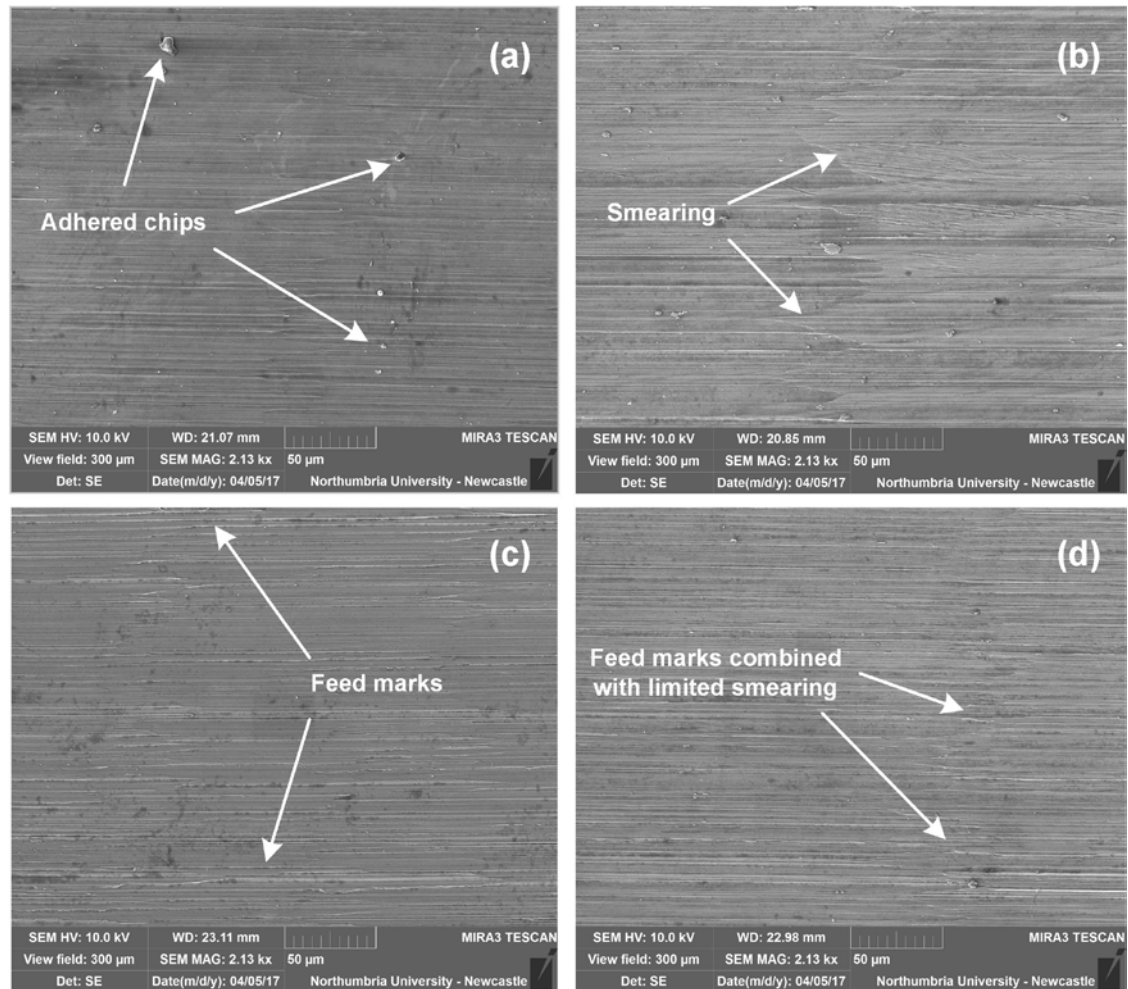 (a)
Adhered chips
SEM HV: 10.0 kV WD: 21.07 mm MIRA3 TESCAN
View field: 300 µm SEM MAG: 2.13 kx 50 µm
Det: SE Date(m/d/y): 04/05/17 Northumbria University - Newcastle
(b)
Smearing
SEM HV: 10.0 kV WD: 20.85 mm MIRA3 TESCAN
View field: 300 µm SEM MAG: 2.13 kx 50 µm
Det: SE Date(m/d/y): 04/05/17 Northumbria University - Newcastle
(c)
Feed marks
SEM HV: 10.0 kV WD: 23.11 mm MIRA3 TESCAN
View field: 300 µm SEM MAG: 2.13 kx 50 µm
Det: SE Date(m/d/y): 04/05/17 Northumbria University - Newcastle
(d)
Feed marks combined
with limited smearing
SEM HV: 10.0 kV WD: 22.98 mm MIRA3 TESCAN
View field: 300 µm SEM MAG: 2.13 kx 50 µm
Det: SE Date(m/d/y): 04/05/17 Northumbria University - Newcastle